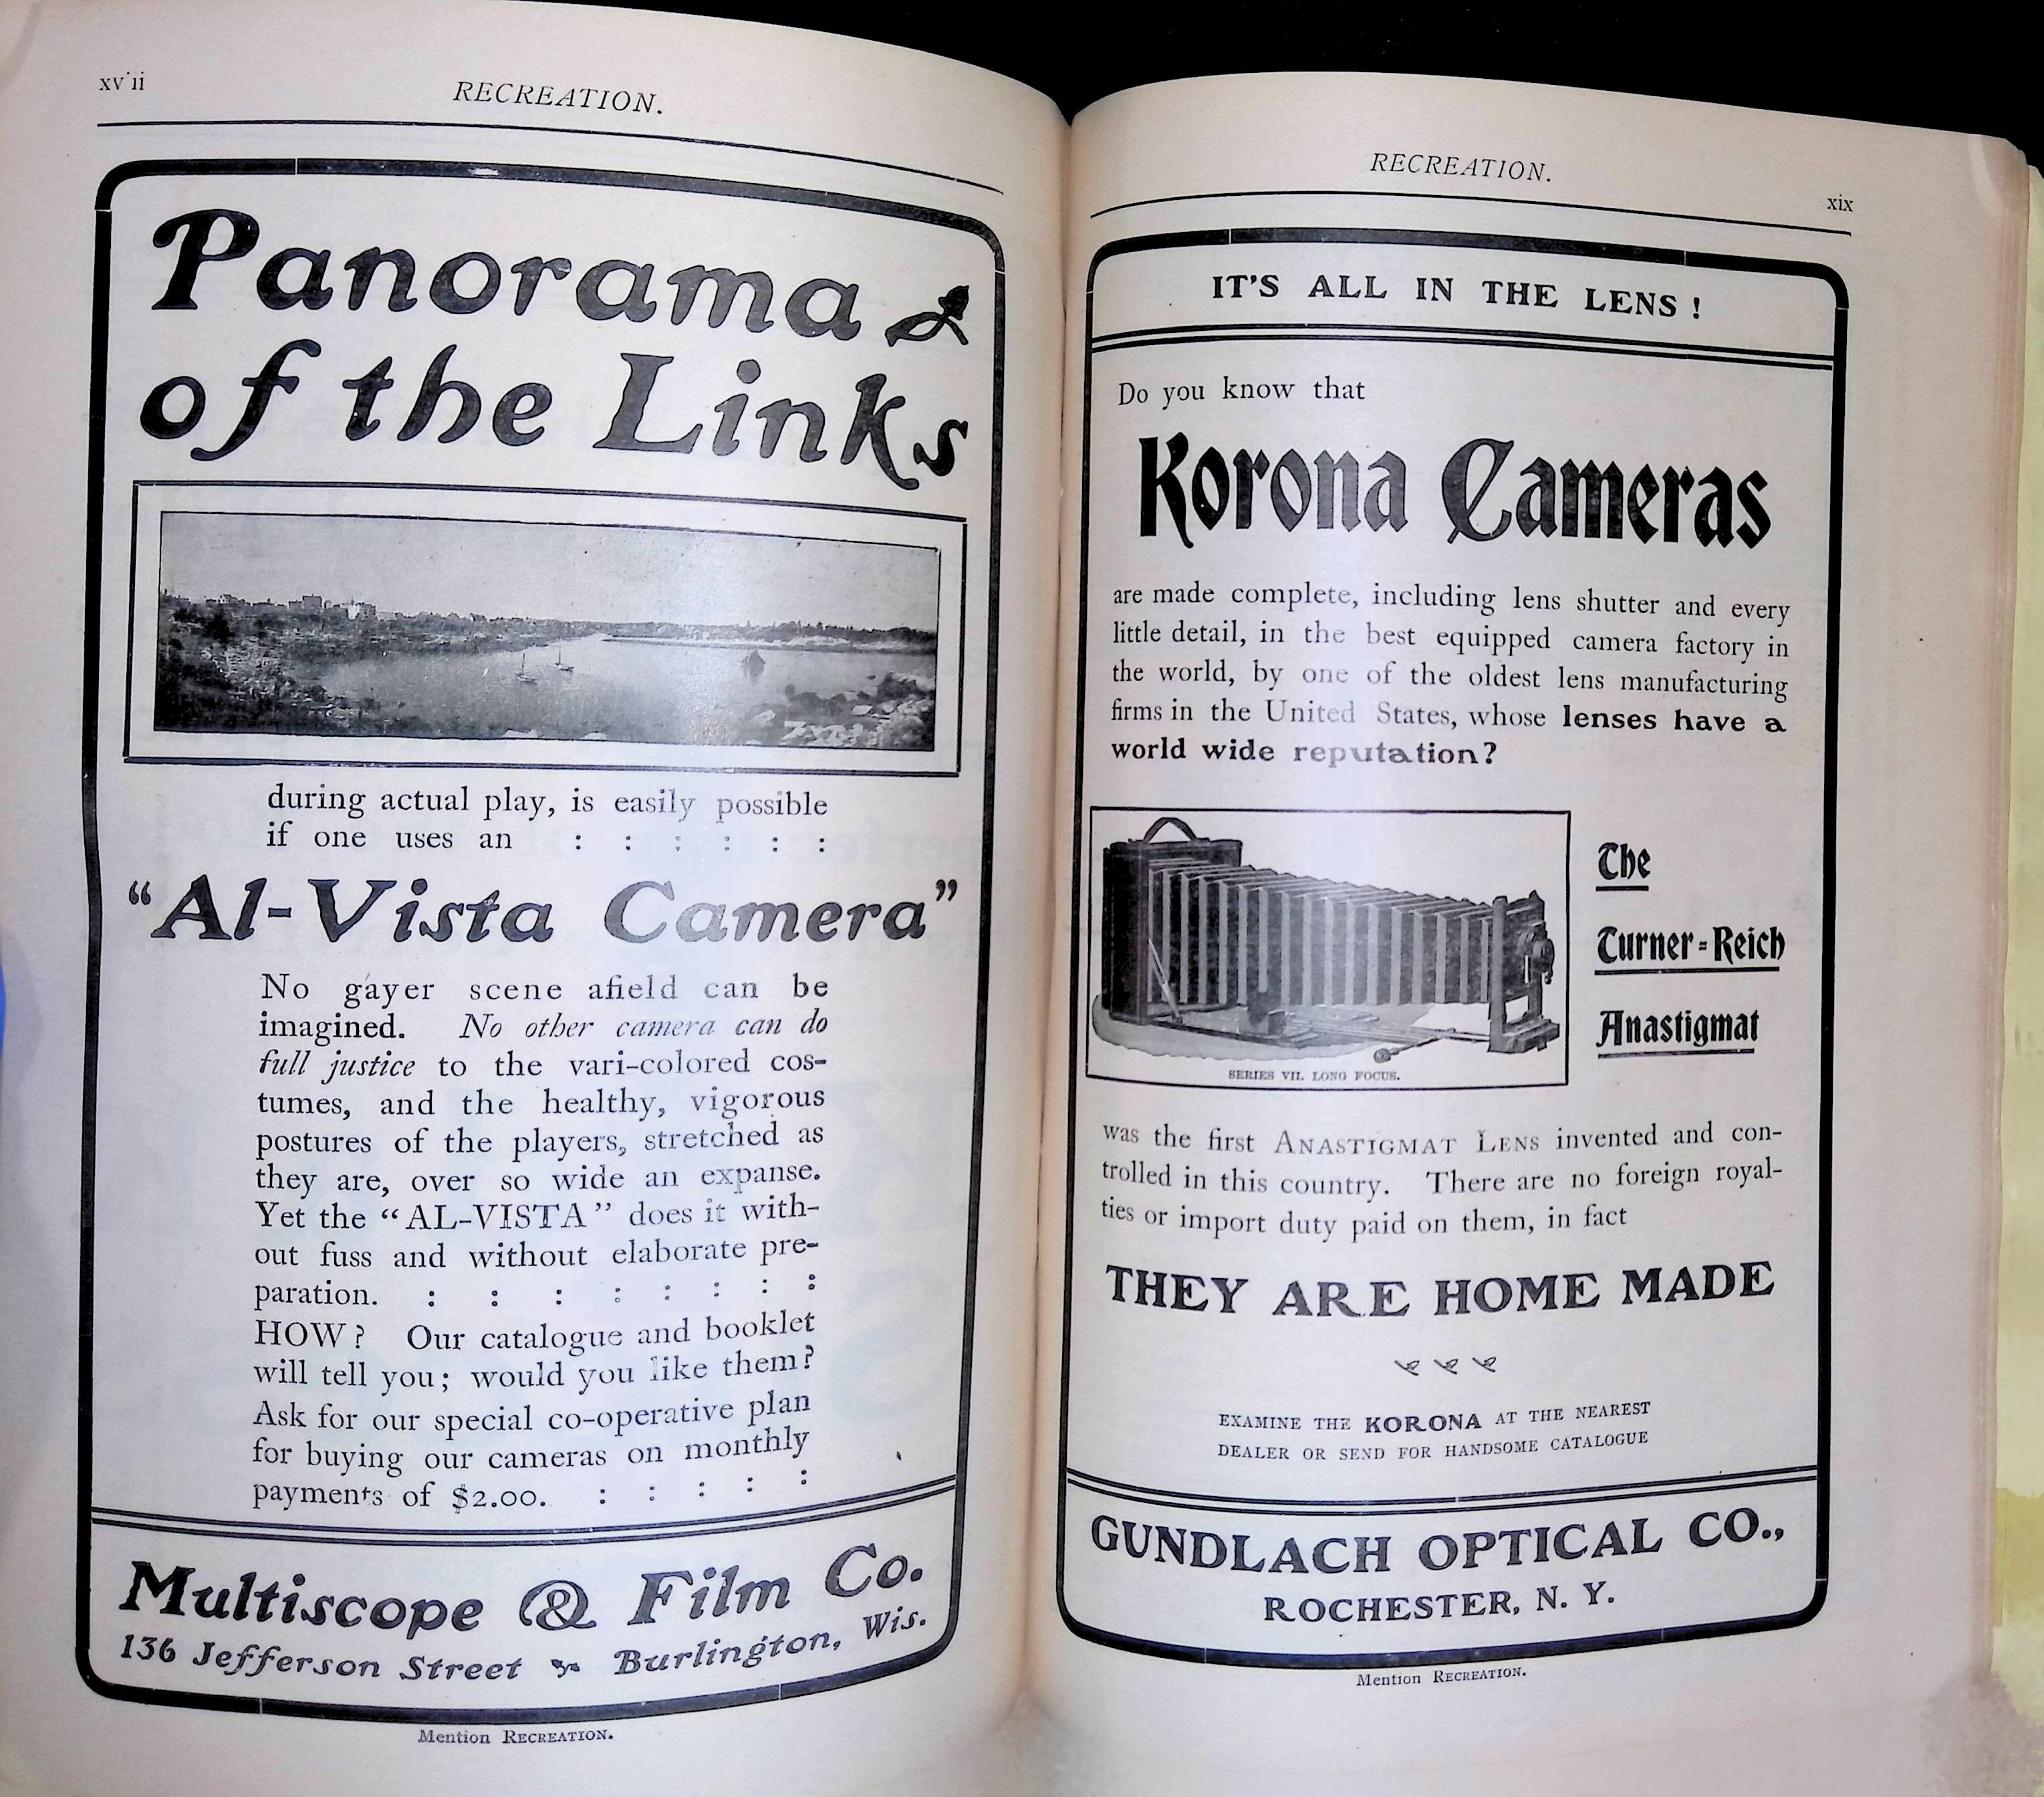 xviii
RECREATION.
Panorama
of the Links
during actual play, is easily possible
if one uses an : : : : : :
"Al-Vista Camera"
No gayer scene afield can be
imagined. No other camera can do
full justice to the vari-colored cos-
tumes, and the healthy, vigorous
postures of the players, stretched as
they are, over so wide an expanse.
Yet the "AL-VISTA" does it with-
out fuss and without elaborate pre-
paration. : : : : : : :
HOW? Our catalogue and booklet
will tell you; would you like them?
Ask for our special co-operative plan
for buying our cameras on monthly
payments of $2.00. : : : : :
Multiscope & Film Co.
136 Jefferson Street Burlington, Wis.
Mention RECREATION.
RECREATION.
xix
IT'S ALL IN THE LENS!
Do you know that
Korona Cameras
are made complete, including lens shutter and every
little detail, in the best equipped camera factory in
the world, by one of the oldest lens manufacturing
firms in the United States, whose lenses have a
world wide reputation?
SERIES VII. LONG FOCUS.
The
Turner=Reich
Anastigmat
was the first ANASTIGMAT LENS invented and con-
trolled in this country. There are no foreign royal-
ties or import duty paid on them, in fact
THEY ARE HOME MADE
EXAMINE THE KORONA AT THE NEAREST
DEALER OR SEND FOR HANDSOME CATALOGUE
GUNDLACH OPTICAL CO.,
ROCHESTER, N. Y.
Mention RECREATION.